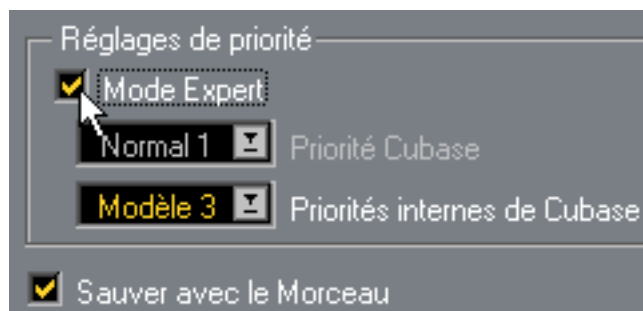 Réglages de priorité
Mode Expert
Normal 1 Priorité Cubase
Modèle 3 Priorités internes de Cubase
Sauver avec le Morceau